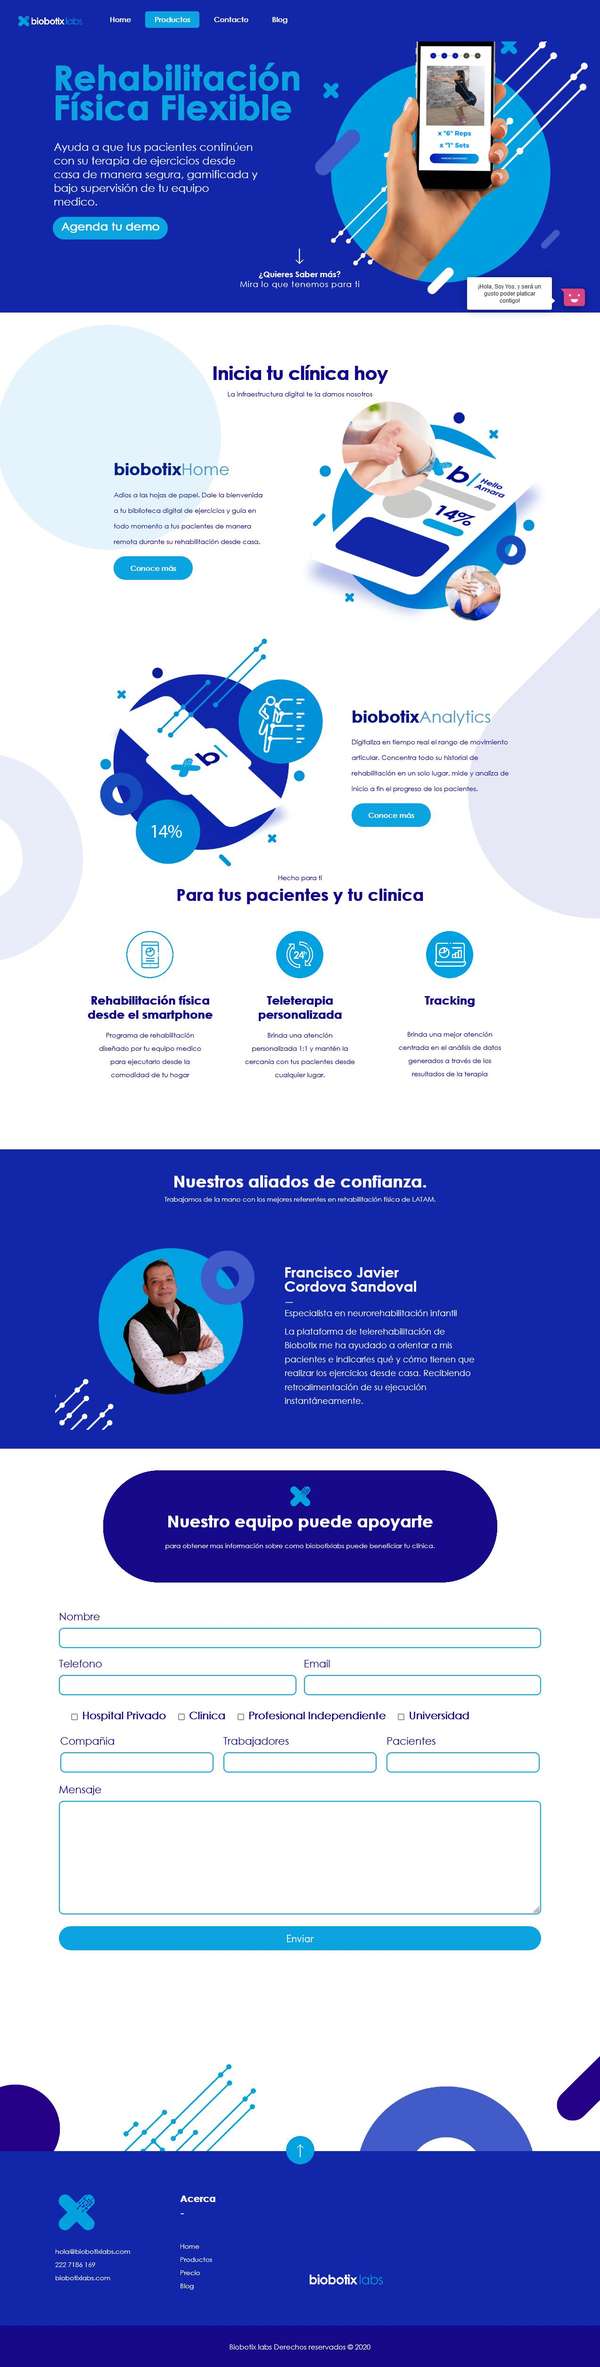 biobotix labs
Home
Productos
Contacto
Blog
Rehabilitación
Física Flexible
Ayuda a que tus pacientes continúen
con su terapia de ejercicios desde
casa de manera segura, gamificada y
bajo supervisión de tu equipo
medico.
Agenda tu demo
x "6" Reps
x "1" Sets
¿Quieres Saber más?
Mira lo que tenemos para ti
¡Hola, Soy Yos, y será un
gusto poder platicar
contigo!
Inicia tu clínica hoy
La infraestructura digital te la damos nosotros
biobotixHome
Adios a las hojas de papel. Dale la bienvenida
a tu biblioteca digital de ejercicios y guía en
todo momento a tus pacientes de manera
remota durante su rehabilitación desde casa.
Conoce más
b|
Hello
Amara
14%
b|
14%
biobotixAnalytics
Digitaliza en tiempo real el rango de movimiento
articular. Concentra todo su historial de
rehabilitación en un solo lugar, mide y analiza de
inicio a fin el progreso de los pacientes.
Conoce más
Hecho para ti
Para tus pacientes y tu clinica
24h
Rehabilitación física
desde el smartphone
Programa de rehabilitación
diseñado por tu equipo medico
para ejecutarlo desde la
comodidad de tu hogar
Teleterapia
personalizada
Brinda una atención
personalizada 1:1 y mantén la
cercanía con tus pacientes desde
cualquier lugar.
Tracking
Brinda una mejor atención
centrada en el análisis de datos
generados a través de los
resultados de la terapia
Nuestros aliados de confianza.
Trabajamos de la mano con los mejores referentes en rehabilitación física de LATAM.
Francisco Javier
Cordova Sandoval
Especialista en neurorehabilitación infantil
La plataforma de telerehabilitación de
Biobotix me ha ayudado a orientar a mis
pacientes e indicarles qué y cómo tienen que
realizar los ejercicios desde casa. Recibiendo
retroalimentación de su ejecución
instantáneamente.
Nuestro equipo puede apoyarte
para obtener mas información sobre como biobotixlabs puede beneficiar tu clínica.
Nombre
Telefono
Email
Hospital Privado
Clinica
Profesional Independiente
Universidad
Compañia
Trabajadores
Pacientes
Mensaje
Enviar
hola@biobotixlabs.com
222 7186 169
biobotixlabs.com
Acerca
-
Home
Productos
Precio
Blog
biobotix labs
Biobotix labs Derechos reservados © 2020